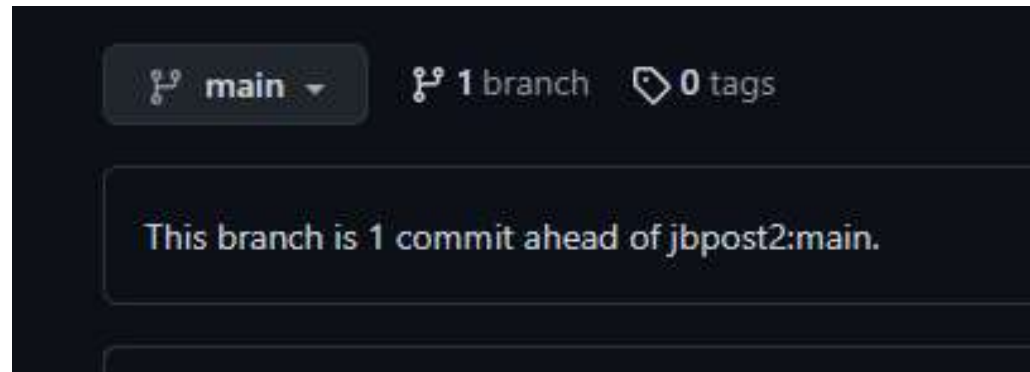 main 1 branch 0 tags
This branch is 1 commit ahead of jbpost2:main.